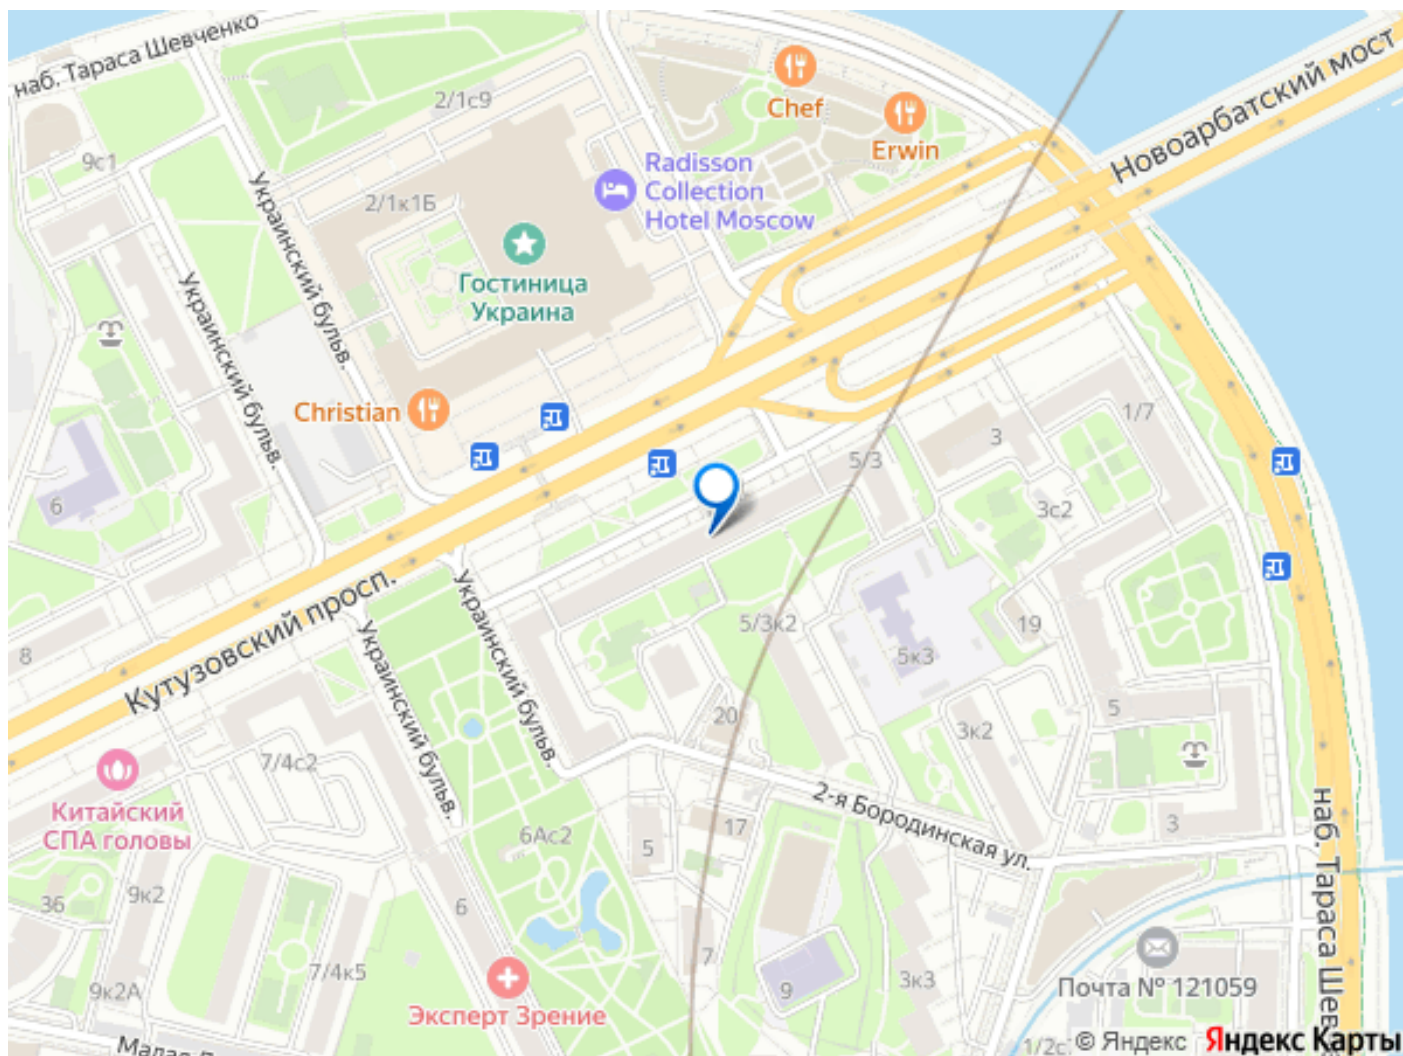 наб. Тараса Шевченко
2/1с9
Chef
Erwin
Новоарбатский мост
9с1
Украинский бульв.
2/1к1Б
Radisson
Collection
Hotel Moscow
Гостиница
Украина
Украинский бульв.
Christian
1/7
3
5/3
6
3с2
Кутузовский просп.
Украинский бульв.
Украинский бульв.
5/3к2
19
5к3
8
20
5
3к2
7/4с2
Китайский
СПА головы
2-я Бородинская ул.
наб. Тараса Шев
6Ас2
5
17
3
36
9к2
6
7/4к5
7
9
3к3
9к2А
Эксперт Зрение
Почта № 121059
1/2с
© Яндекс
Яндекс Карты